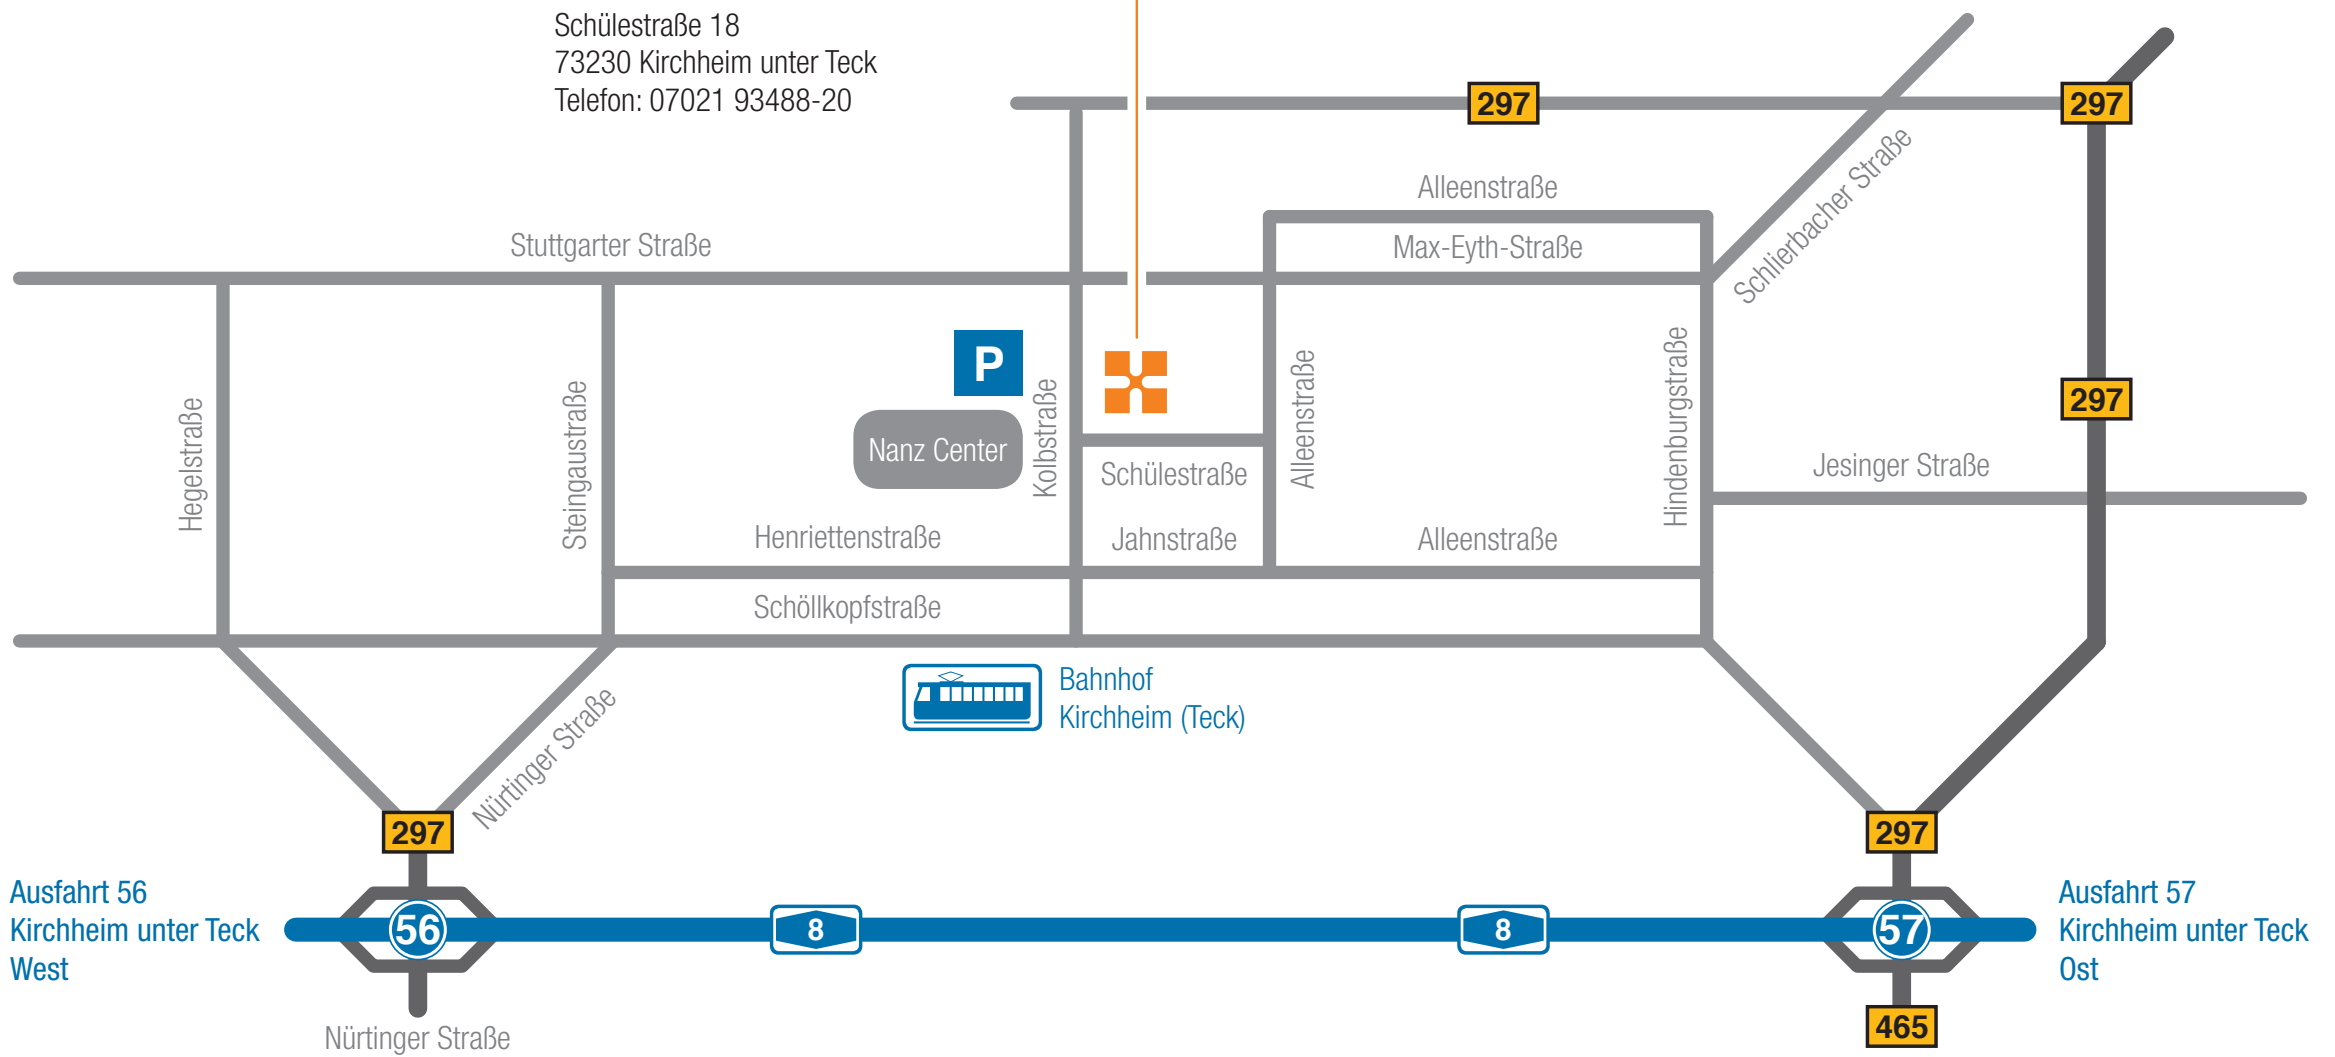 Schülestraße 18
73230 Kirchheim unter Teck
Telefon: 07021 93488-20
297
297
Schlierbacher Straße
Alleenstraße
Stuttgarter Straße
Max-Eyth-Straße
P
Nanz Center
Hegelstraße
Steingaustraße
Kolbstraße
Schülestraße
Alleenstraße
Hindenburgstraße
297
Jesinger Straße
Henriettenstraße
Jahnstraße
Alleenstraße
Schöllkopfstraße
Bahnhof
Kirchheim (Teck)
Nürtinger Straße
297
297
Ausfahrt 56
Kirchheim unter Teck
West
56
8
8
57
Ausfahrt 57
Kirchheim unter Teck
Ost
Nürtinger Straße
465